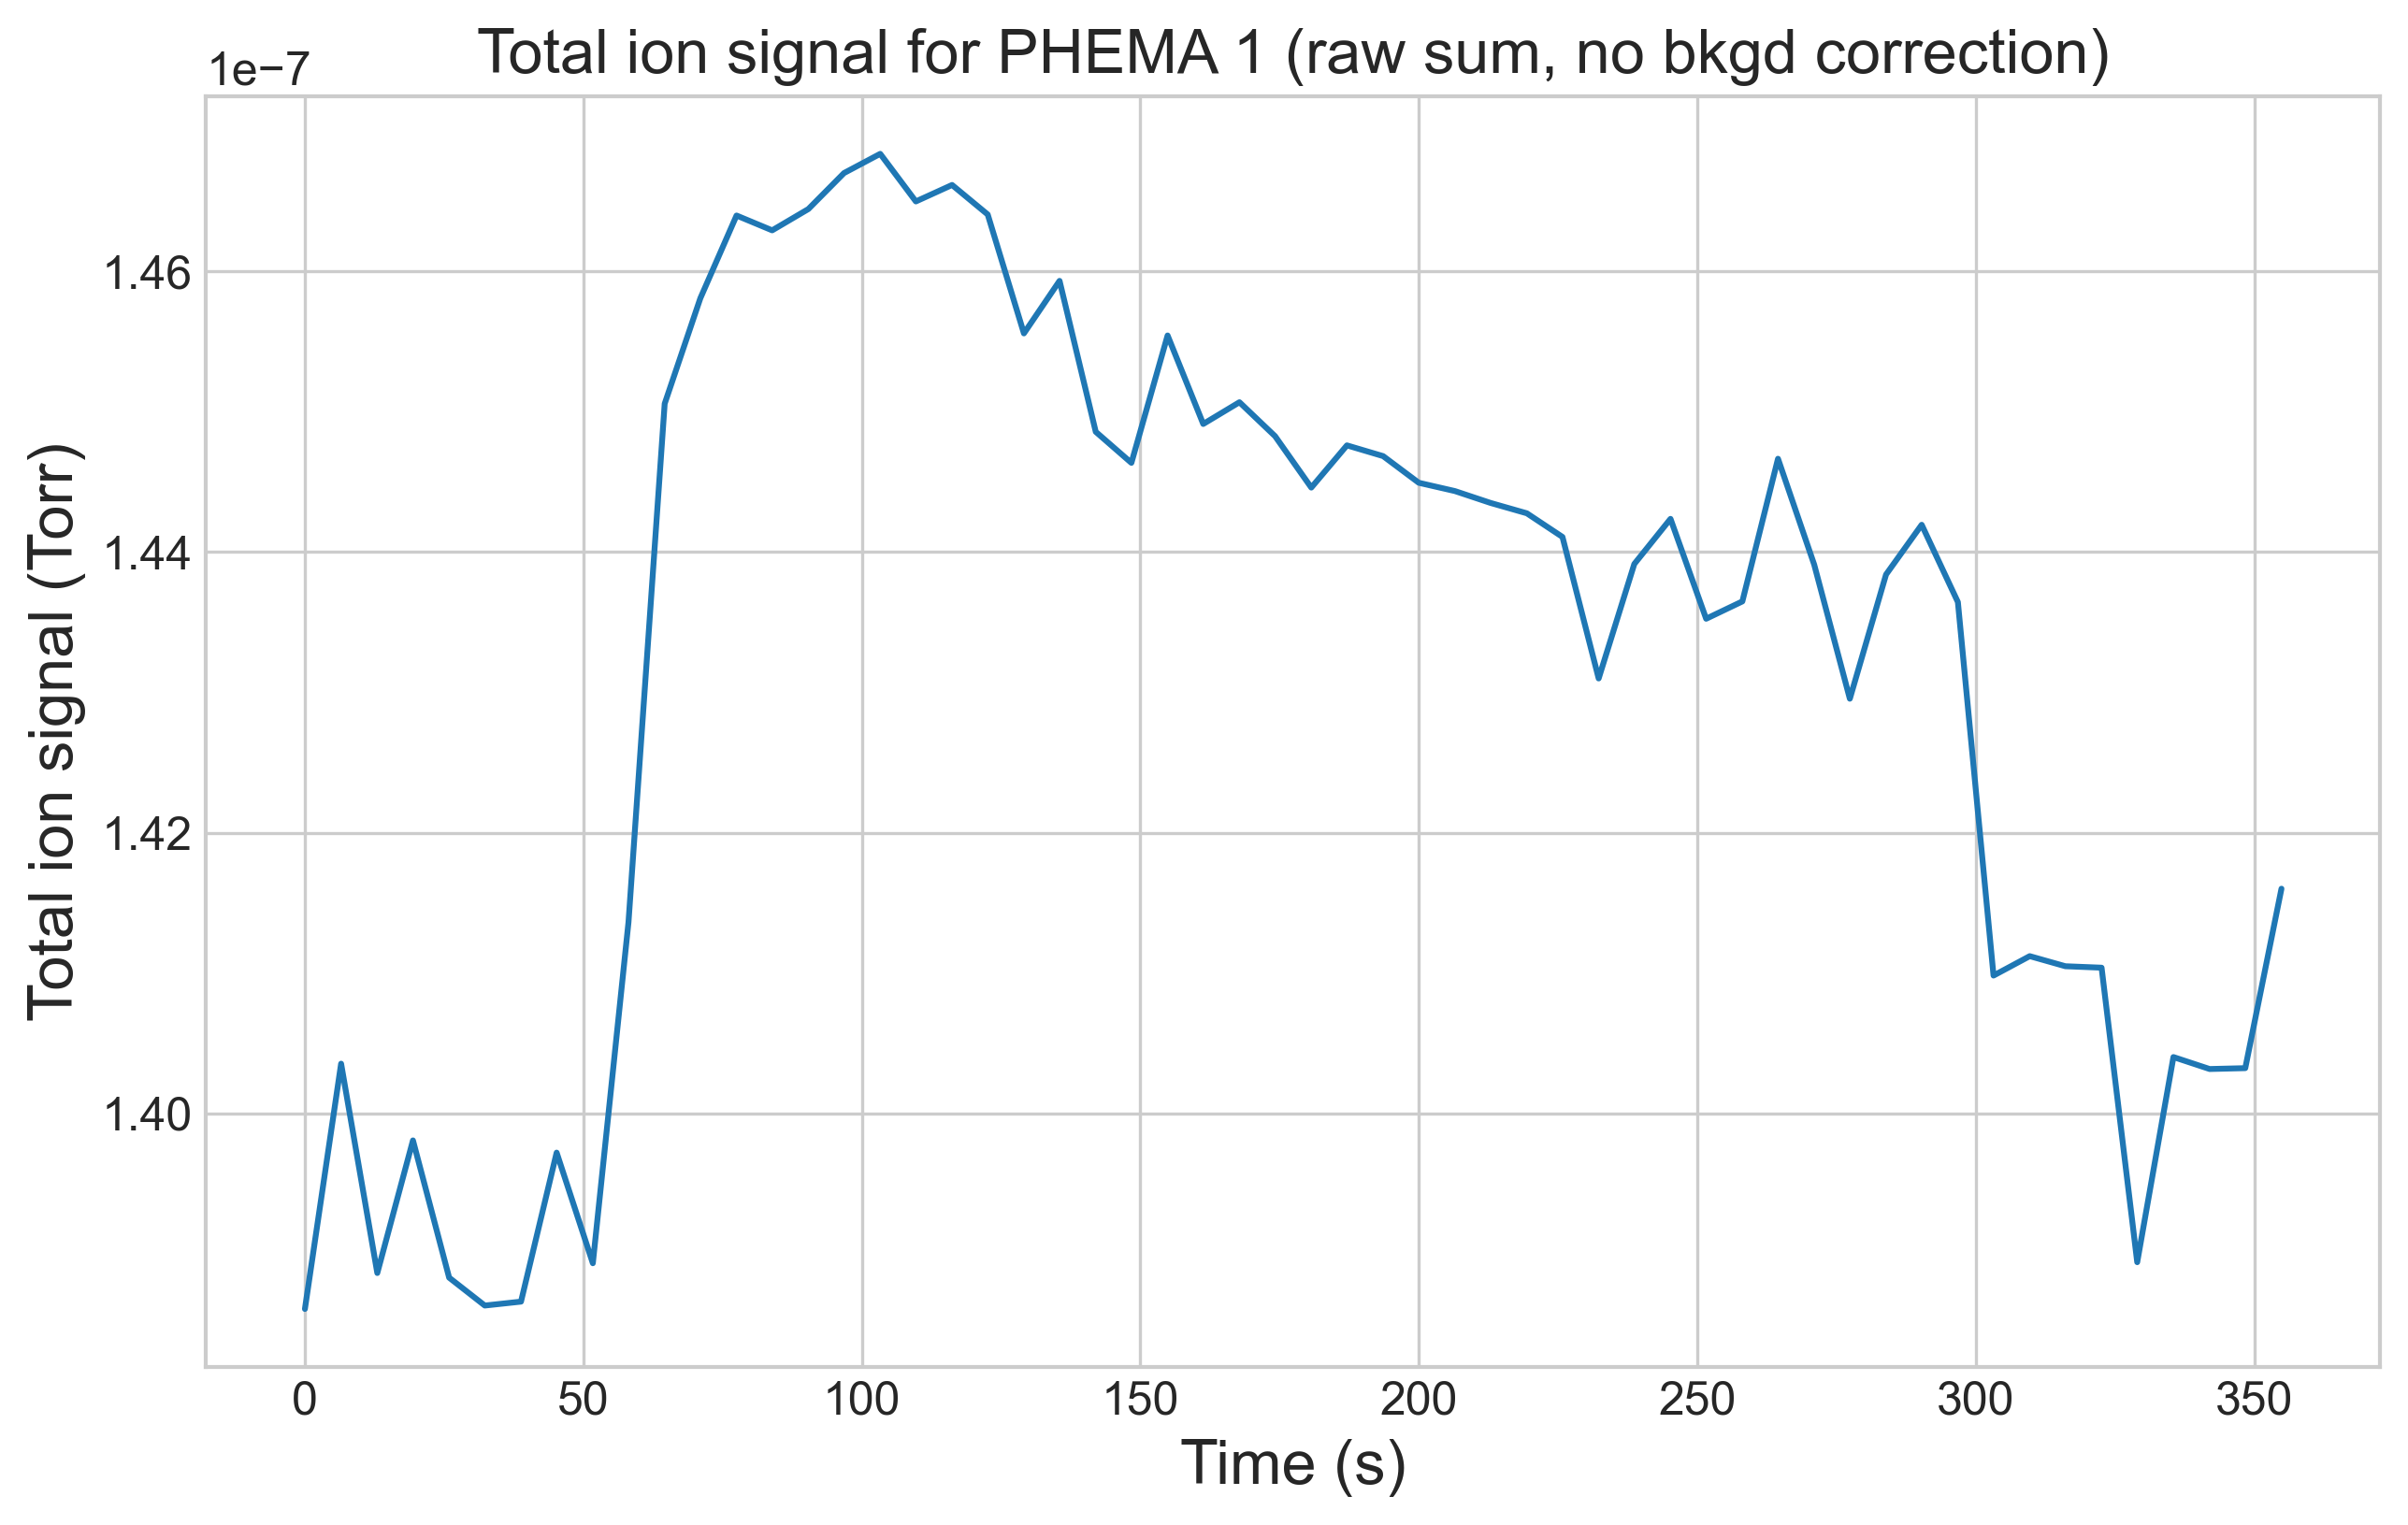 Total ion signal for PHEMA 1 (raw sum, no bkgd correction)
1e−7
1.46
1.44
1.42
1.40
Total ion signal (Torr)
0 50 100 150 200 250 300 350
Time (s)